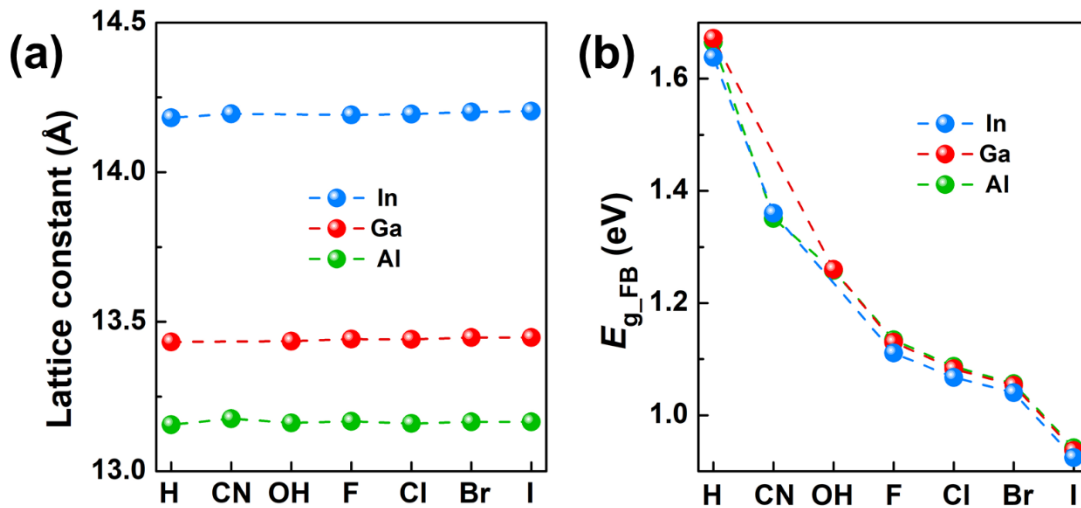 (a)
Lattice constant (Å)
14.5
14.0
13.5
13.0
In
Ga
Al
H CN OH F Cl Br I
(b)
E_g_FB (eV)
1.6
1.4
1.2
1.0
In
Ga
Al
H CN OH F Cl Br I